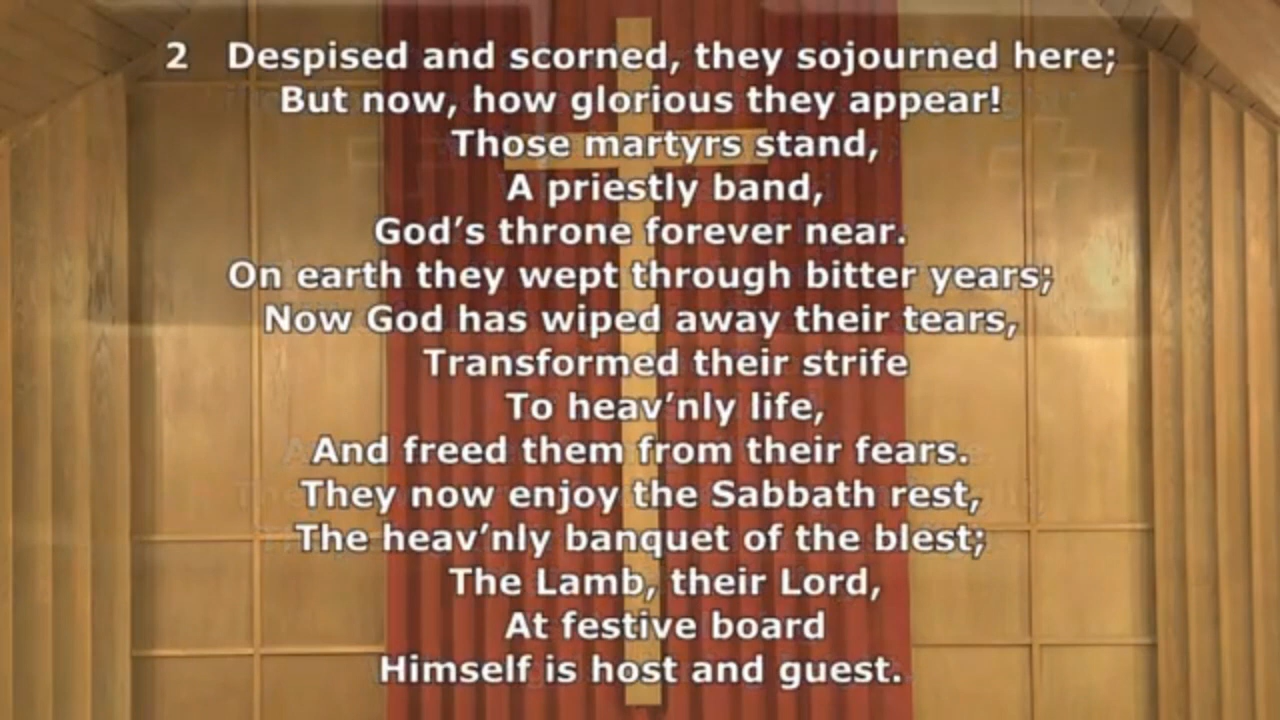 2 Despised and scorned, they sojourned here;
But now, how glorious they appear!
Those martyrs stand,
A priestly band,
God’s throne forever near.
On earth they wept through bitter years;
Now God has wiped away their tears,
Transformed their strife
To heav’nly life,
And freed them from their fears.
They now enjoy the Sabbath rest,
The heav’nly banquet of the blest;
The Lamb, their Lord,
At festive board
Himself is host and guest.